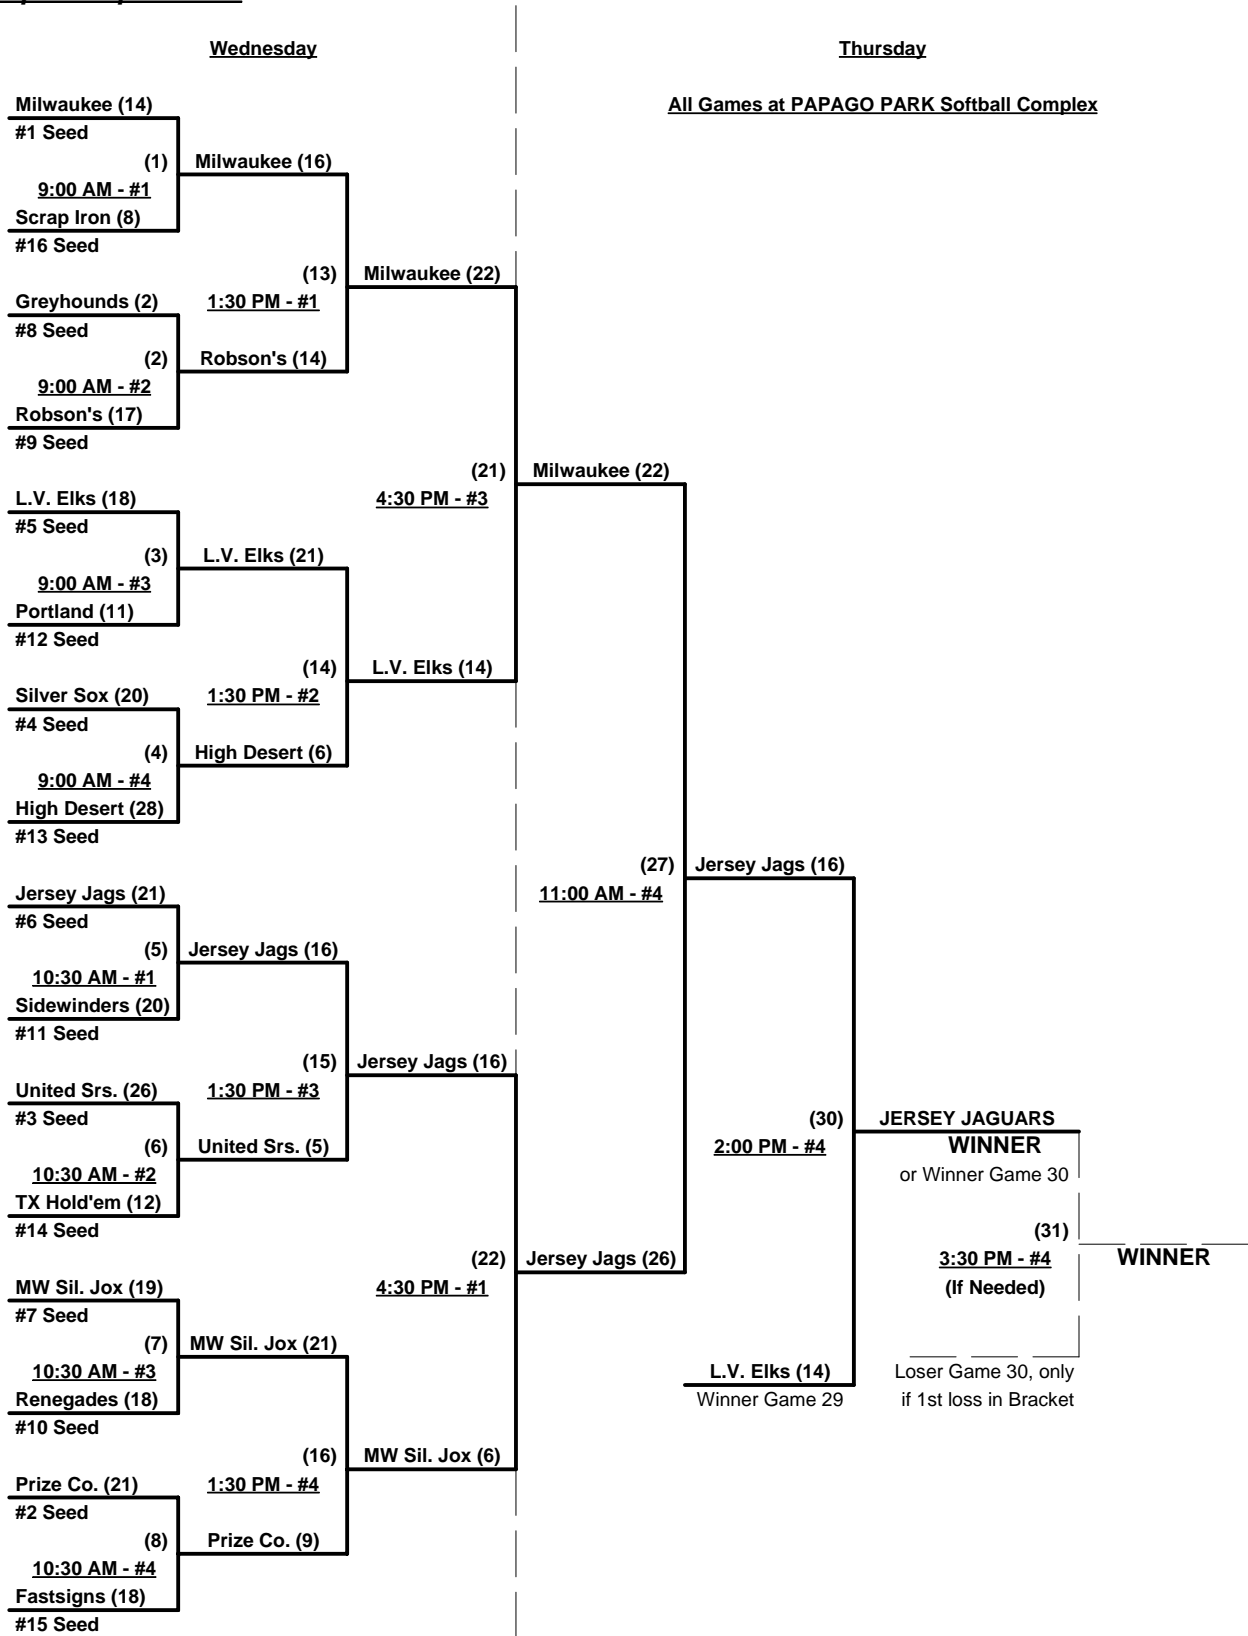 Wednesday
Thursday
All Games at PAPAGO PARK Softball Complex
Milwaukee (14)
#1 Seed
(1)
Milwaukee (16)
9:00 AM - #1
Scrap Iron (8)
#16 Seed
(13)
Milwaukee (22)
Greyhounds (2)
1:30 PM - #1
#8 Seed
(2)
Robson's (14)
9:00 AM - #2
Robson's (17)
#9 Seed
(21)
Milwaukee (22)
L.V. Elks (18)
4:30 PM - #3
#5 Seed
(3)
L.V. Elks (21)
9:00 AM - #3
Portland (11)
#12 Seed
(14)
L.V. Elks (14)
Silver Sox (20)
1:30 PM - #2
#4 Seed
(4)
High Desert (6)
9:00 AM - #4
High Desert (28)
#13 Seed
(27)
Jersey Jags (16)
Jersey Jags (21)
11:00 AM - #4
#6 Seed
(5)
Jersey Jags (16)
10:30 AM - #1
Sidewinders (20)
#11 Seed
(15)
Jersey Jags (16)
United Srs. (26)
1:30 PM - #3
#3 Seed
(30)
JERSEY JAGUARS
(6)
United Srs. (5)
2:00 PM - #4
WINNER
10:30 AM - #2
or Winner Game 30
TX Hold'em (12)
#14 Seed
(31)
(22)
Jersey Jags (26)
3:30 PM - #4
WINNER
MW Sil. Jox (19)
4:30 PM - #1
(If Needed)
#7 Seed
(7)
MW Sil. Jox (21)
10:30 AM - #3
L.V. Elks (14)
Loser Game 30, only
Renegades (18)
Winner Game 29
if 1st loss in Bracket
#10 Seed
(16)
MW Sil. Jox (6)
Prize Co. (21)
1:30 PM - #4
#2 Seed
(8)
Prize Co. (9)
10:30 AM - #4
Fastsigns (18)
#15 Seed